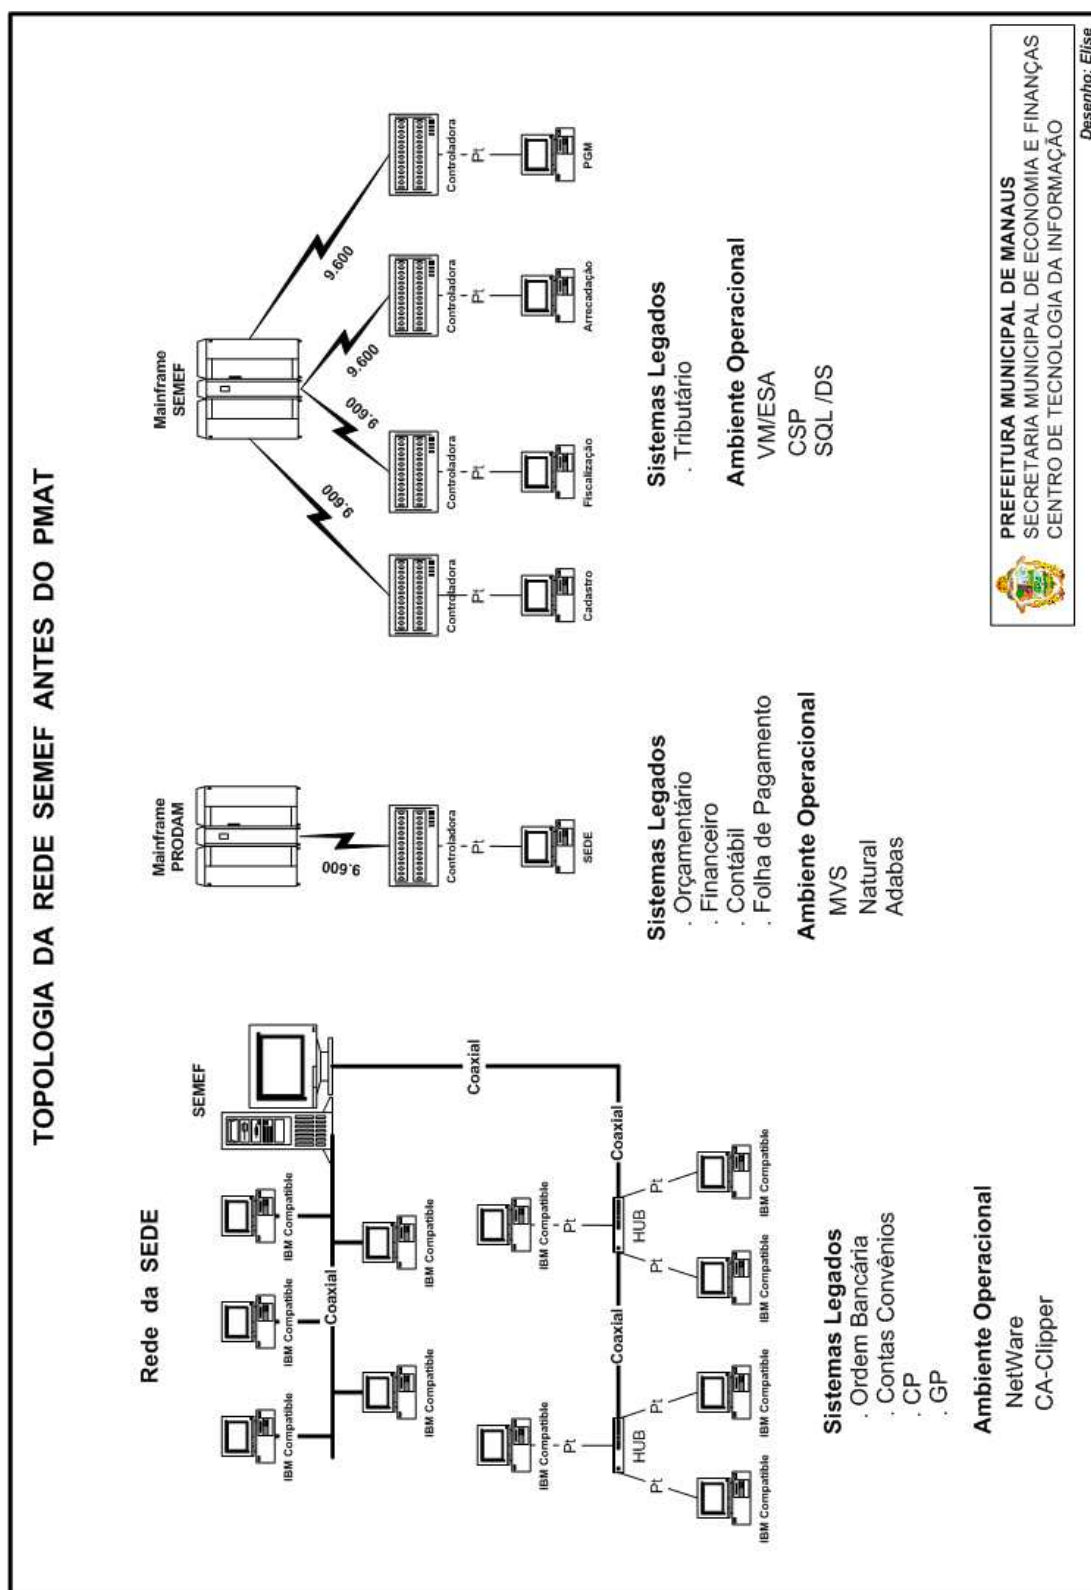 TOPOLOGIA DA REDE SEMEF ANTES DO PMAT
Rede da SEDE
SEMEF
IBM Compatible
IBM Compatible
IBM Compatible
Coaxial
IBM Compatible
IBM Compatible
Coaxial
IBM Compatible
Pt
HUB
Pt
Pt
IBM Compatible
IBM Compatible
Coaxial
IBM Compatible
Pt
HUB
Pt
Pt
IBM Compatible
IBM Compatible
Coaxial
Sistemas Legados
. Ordem Bancária
. Contas Convênios
. CP
. GP
Ambiente Operacional
NetWare
CA-Clipper
Mainframe
PRODAM
9.600
Controladora
Pt
SEDE
Sistemas Legados
. Orçamentário
. Financeiro
. Contábil
. Folha de Pagamento
Ambiente Operacional
MVS
Natural
Adabas
Mainframe
SEMEF
9.600
9.600
9.600
9.600
Controladora
Controladora
Controladora
Controladora
Pt
Pt
Pt
Pt
Cadastro
Fiscalização
Arrecadação
PGM
Sistemas Legados
. Tributário
Ambiente Operacional
VM/ESA
CSP
SQL /DS
PREFEITURA MUNICIPAL DE MANAUS
SECRETARIA MUNICIPAL DE ECONOMIA E FINANÇAS
CENTRO DE TECNOLOGIA DA INFORMAÇÃO
Desenho: Elise